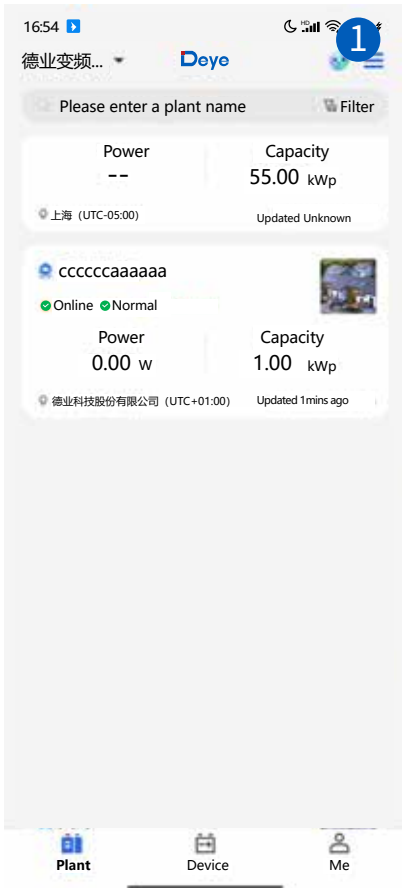 16:54 HD 1
德业变频... Deye
Please enter a plant name Filter
Power Capacity
-- 55.00 kWp
上海 (UTC-05:00) Updated Unknown
ccccccaaaaaa
Online Normal
Power Capacity
0.00 W 1.00 kWp
德业科技股份有限公司 (UTC+01:00) Updated 1mins ago
Plant Device Me